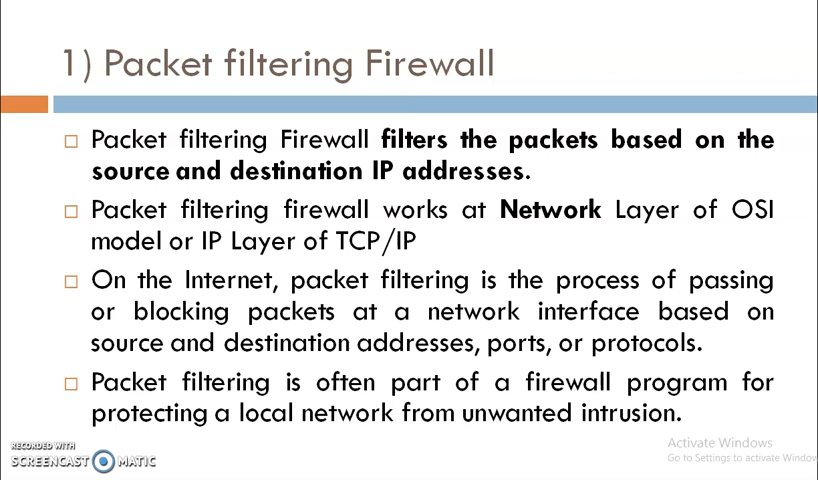 1) Packet filtering Firewall
Packet filtering Firewall filters the packets based on the
source and destination IP addresses.
Packet filtering firewall works at Network Layer of OSI
model or IP Layer of TCP/IP
On the Internet, packet filtering is the process of passing
or blocking packets at a network interface based on
source and destination addresses, ports, or protocols.
Packet filtering is often part of a firewall program for
protecting a local network from unwanted intrusion.
RECORDED WITH
SCREENCAST MATIC
Activate Windows
Go to Settings to activate Window